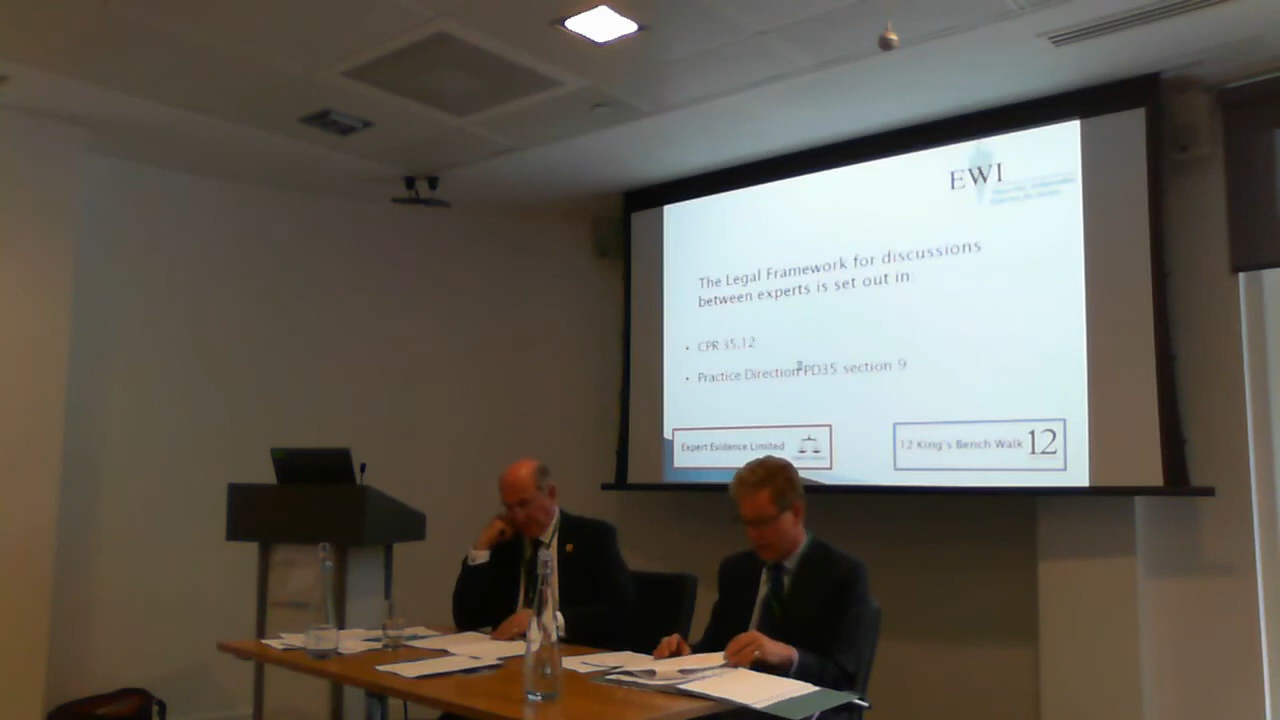 EWI
The Legal Framework for discussions
between experts is set out in:
• CPR 35.12
• Practice Direction PD35 section 9
Expert Evidence Limited
12 King's Bench Walk 12